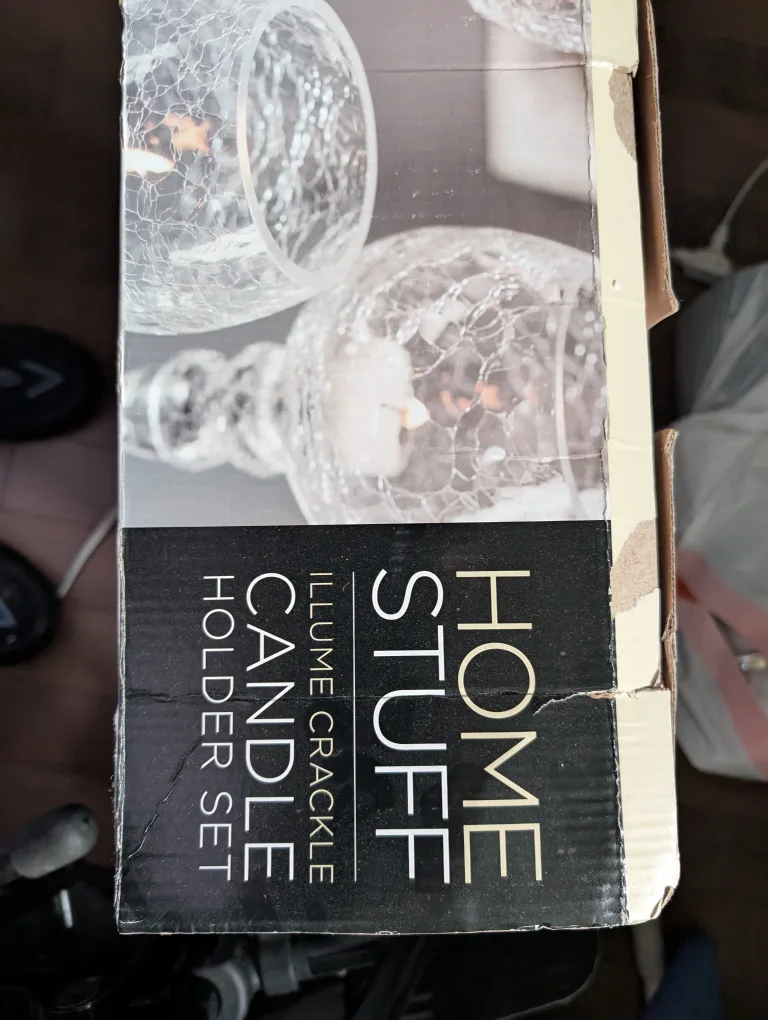 HOME
STUFF
ILLUME CRACKLE
CANDLE
HOLDER SET